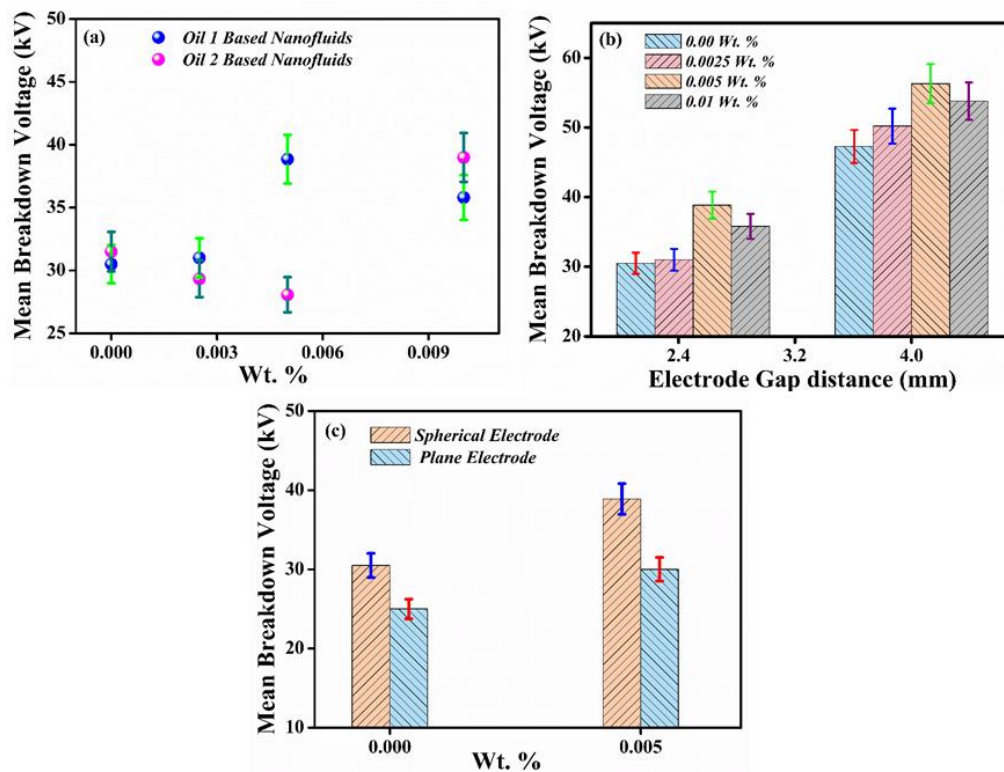 (a)
Oil 1 Based Nanofluids
Oil 2 Based Nanofluids
Mean Breakdown Voltage (kV)
50
45
40
35
30
25
0.000 0.003 0.006 0.009
Wt. %
(b)
0.00 Wt. %
0.0025 Wt. %
0.005 Wt. %
0.01 Wt. %
Mean Breakdown Voltage (kV)
60
50
40
30
20
2.4 3.2 4.0
Electrode Gap distance (mm)
(c)
Spherical Electrode
Plane Electrode
Mean Breakdown Voltage (kV)
50
40
30
20
10
0.000 0.005
Wt. %